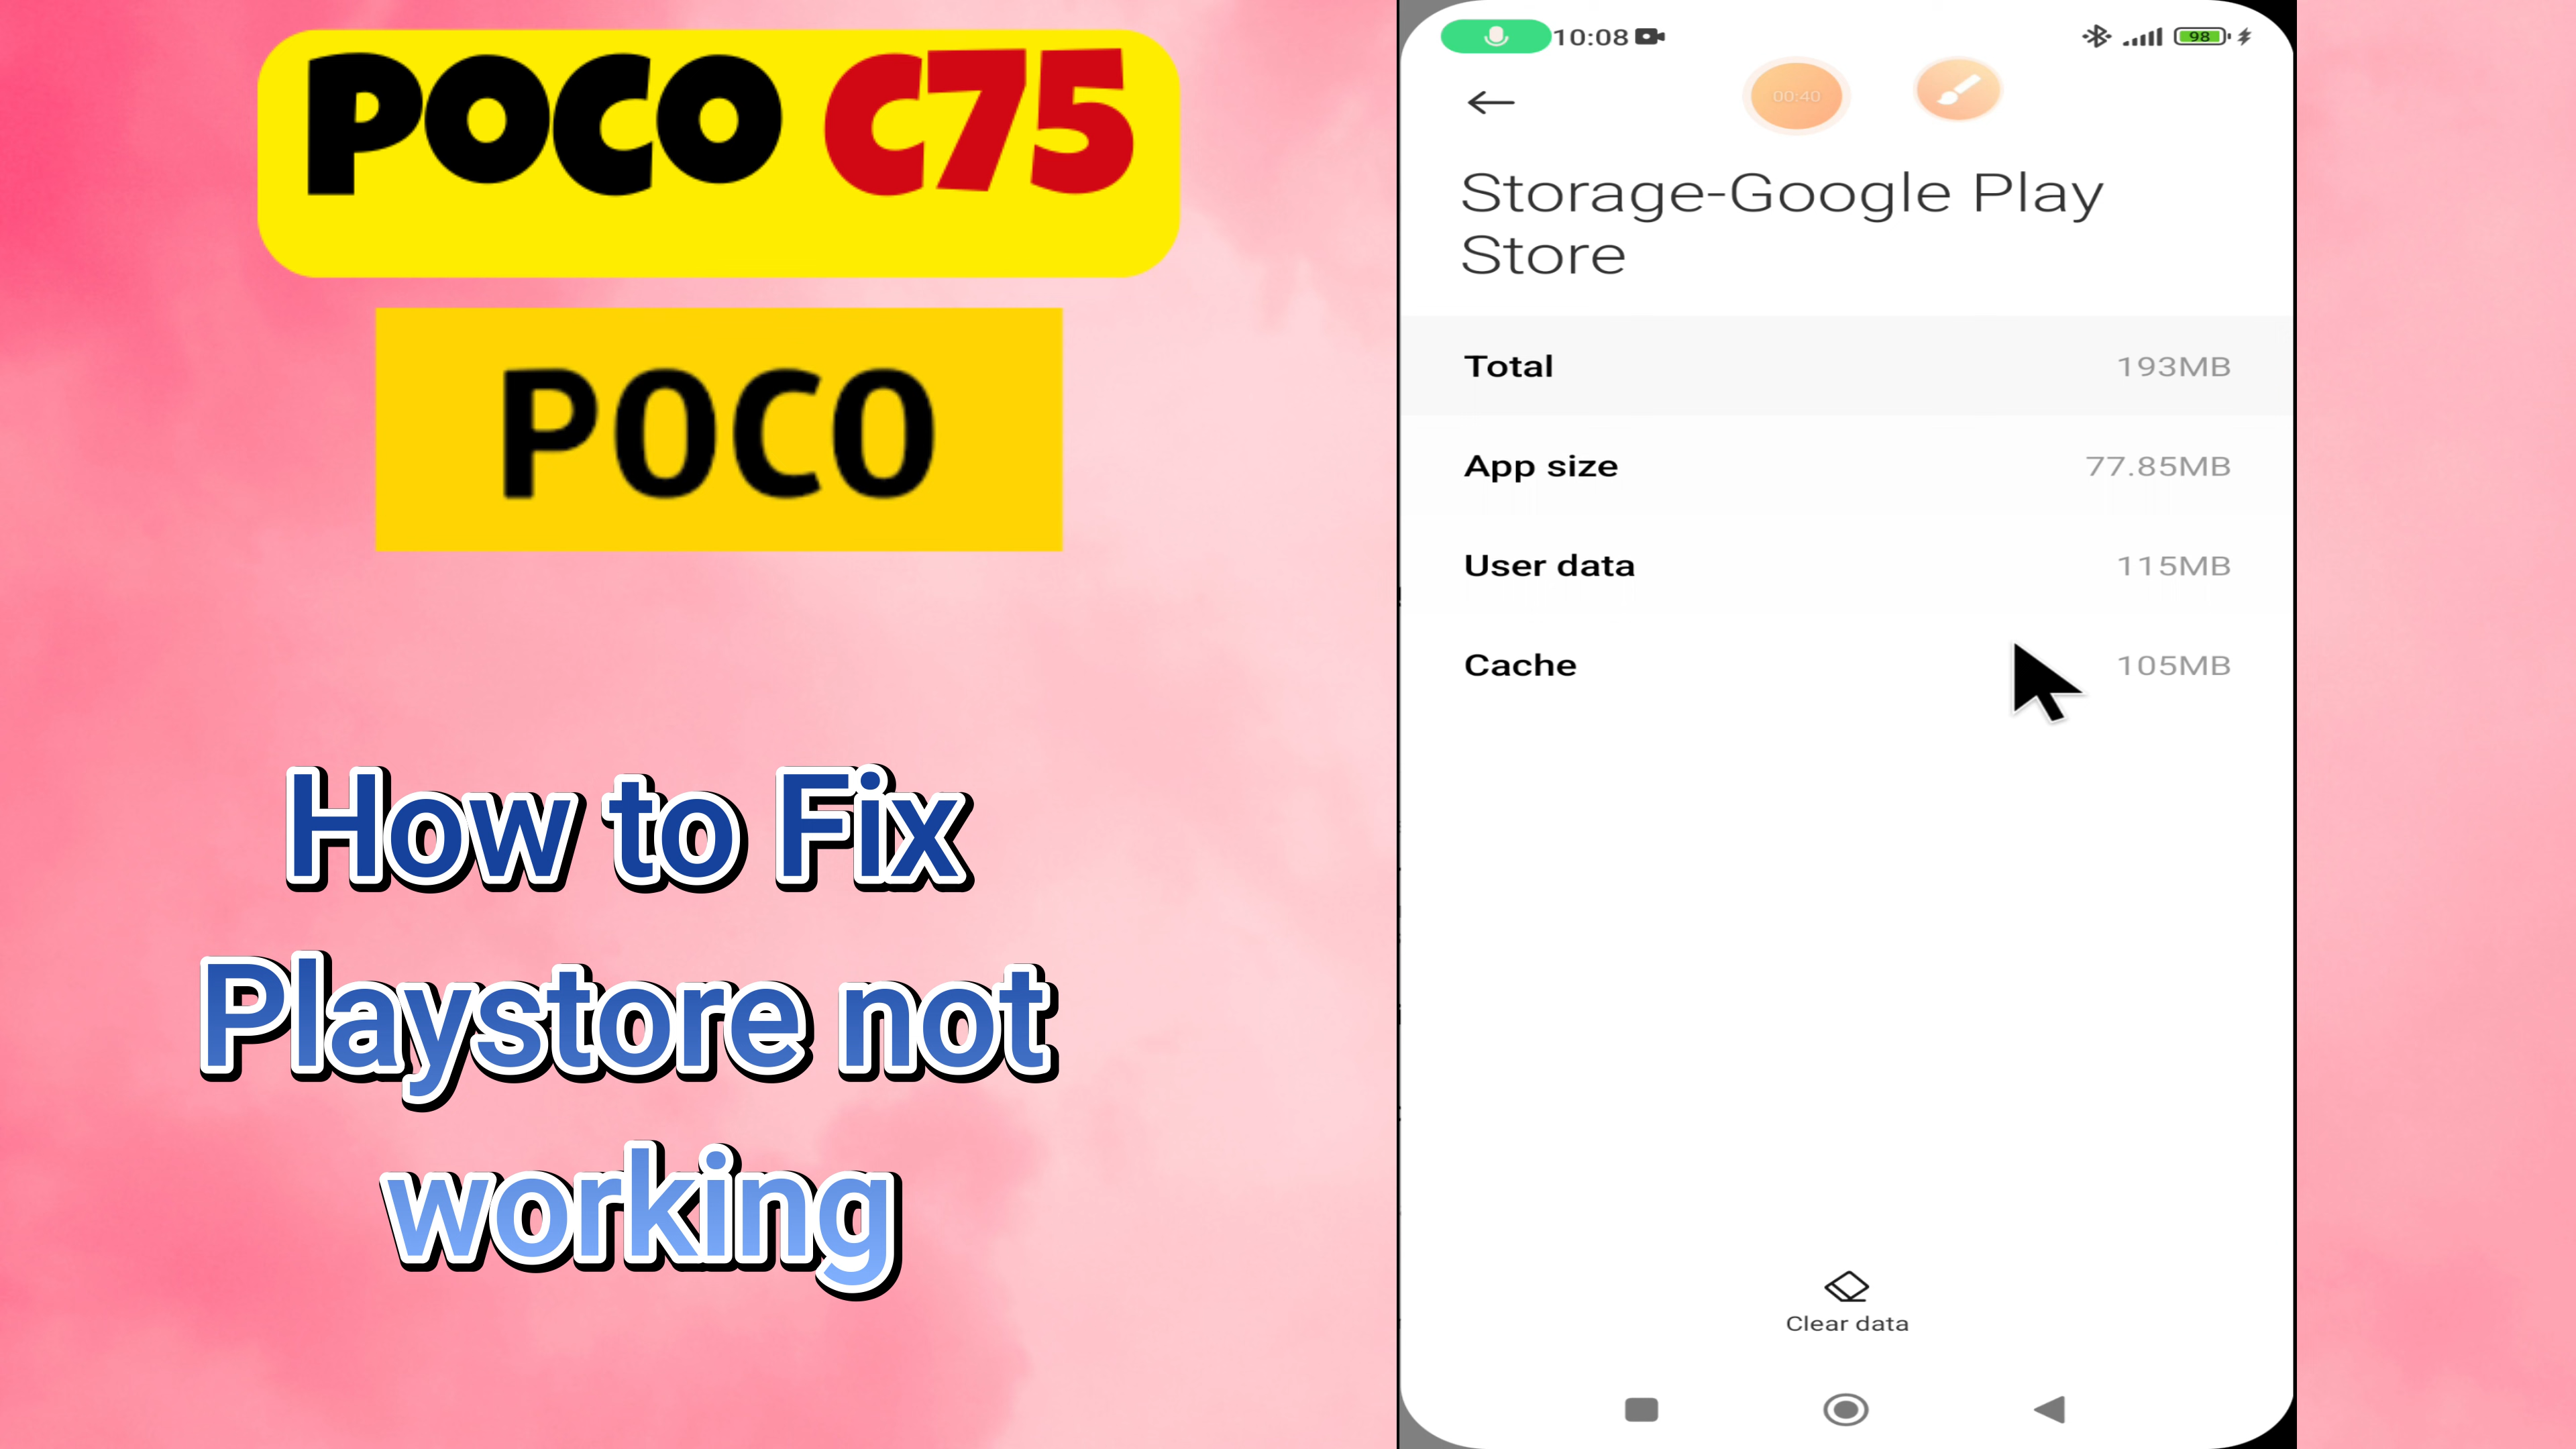 POCO C75
POCO
How to Fix
Playstore not
working
10:08
98
00:40
Storage-Google Play
Store
Total 193MB
App size 77.85MB
User data 115MB
Cache 105MB
Clear data